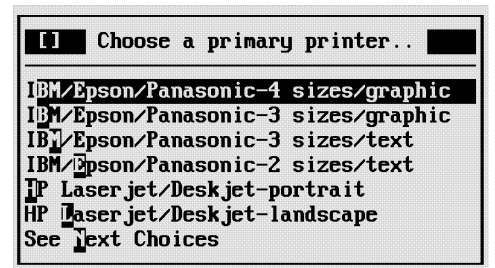 [] Choose a primary printer..
IBM/Epson/Panasonic-4 sizes/graphic
IBM/Epson/Panasonic-3 sizes/graphic
IBM/Epson/Panasonic-3 sizes/text
IBM/Epson/Panasonic-2 sizes/text
HP Laserjet/Deskjet-portrait
HP Laserjet/Deskjet-landscape
See Next Choices